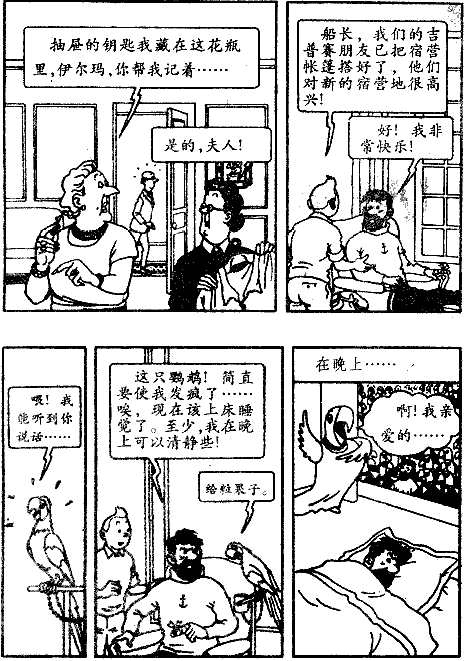 抽屉的钥匙我藏在这花瓶
里,伊尔玛,你帮我记着……
是的,夫人!
船长,我们的吉
普赛朋友已把宿营
帐篷搭好了,他们
对新的宿营地很高
兴!
好!我非
常快乐!
喂!我
能听到你
说话……
这只鹦鹉!简直
要使我发疯了……
唉,现在该上床睡
觉了。至少,我在晚
上可以清静些!
给粒果子。
在晚上……
啊!我亲
爱的……